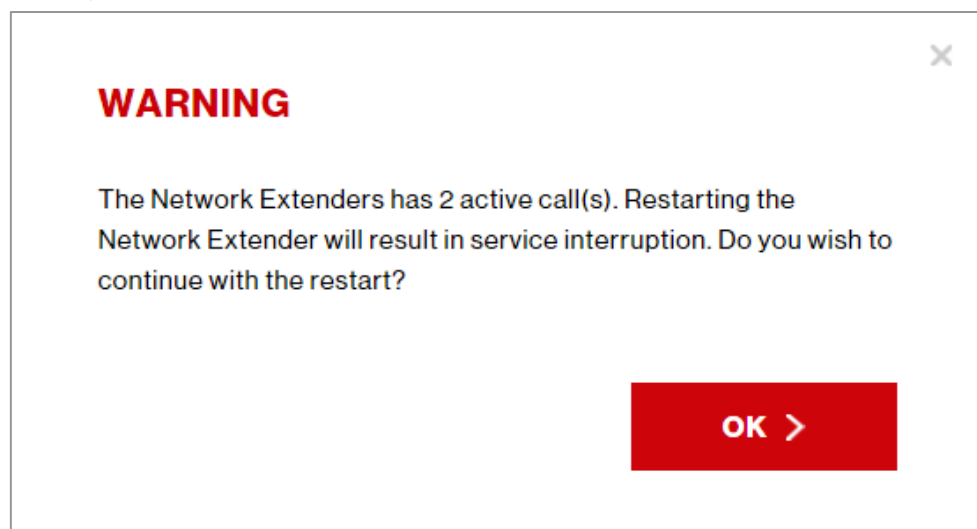 WARNING
The Network Extenders has 2 active call(s). Restarting the
Network Extender will result in service interruption. Do you wish to
continue with the restart?
OK